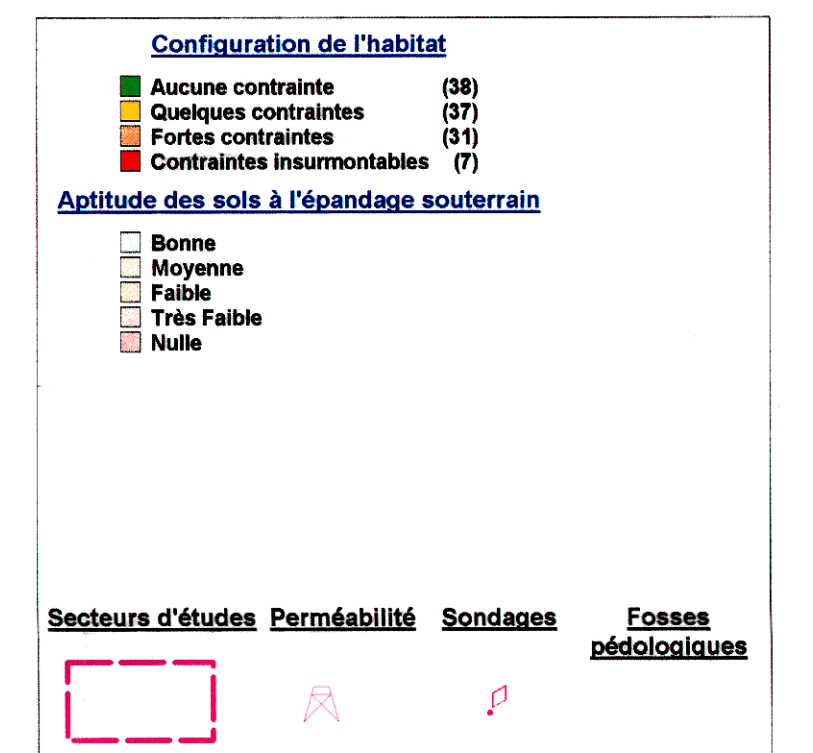 Configuration de l'habitat
Aucune contrainte (38)
Quelques contraintes (37)
Fortes contraintes (31)
Contraintes insurmontables (7)
Aptitude des sols à l'épandage souterrain
Bonne
Moyenne
Faible
Très Faible
Nulle
Secteurs d'études Perméabilité Sondages Fosses
pédologiques